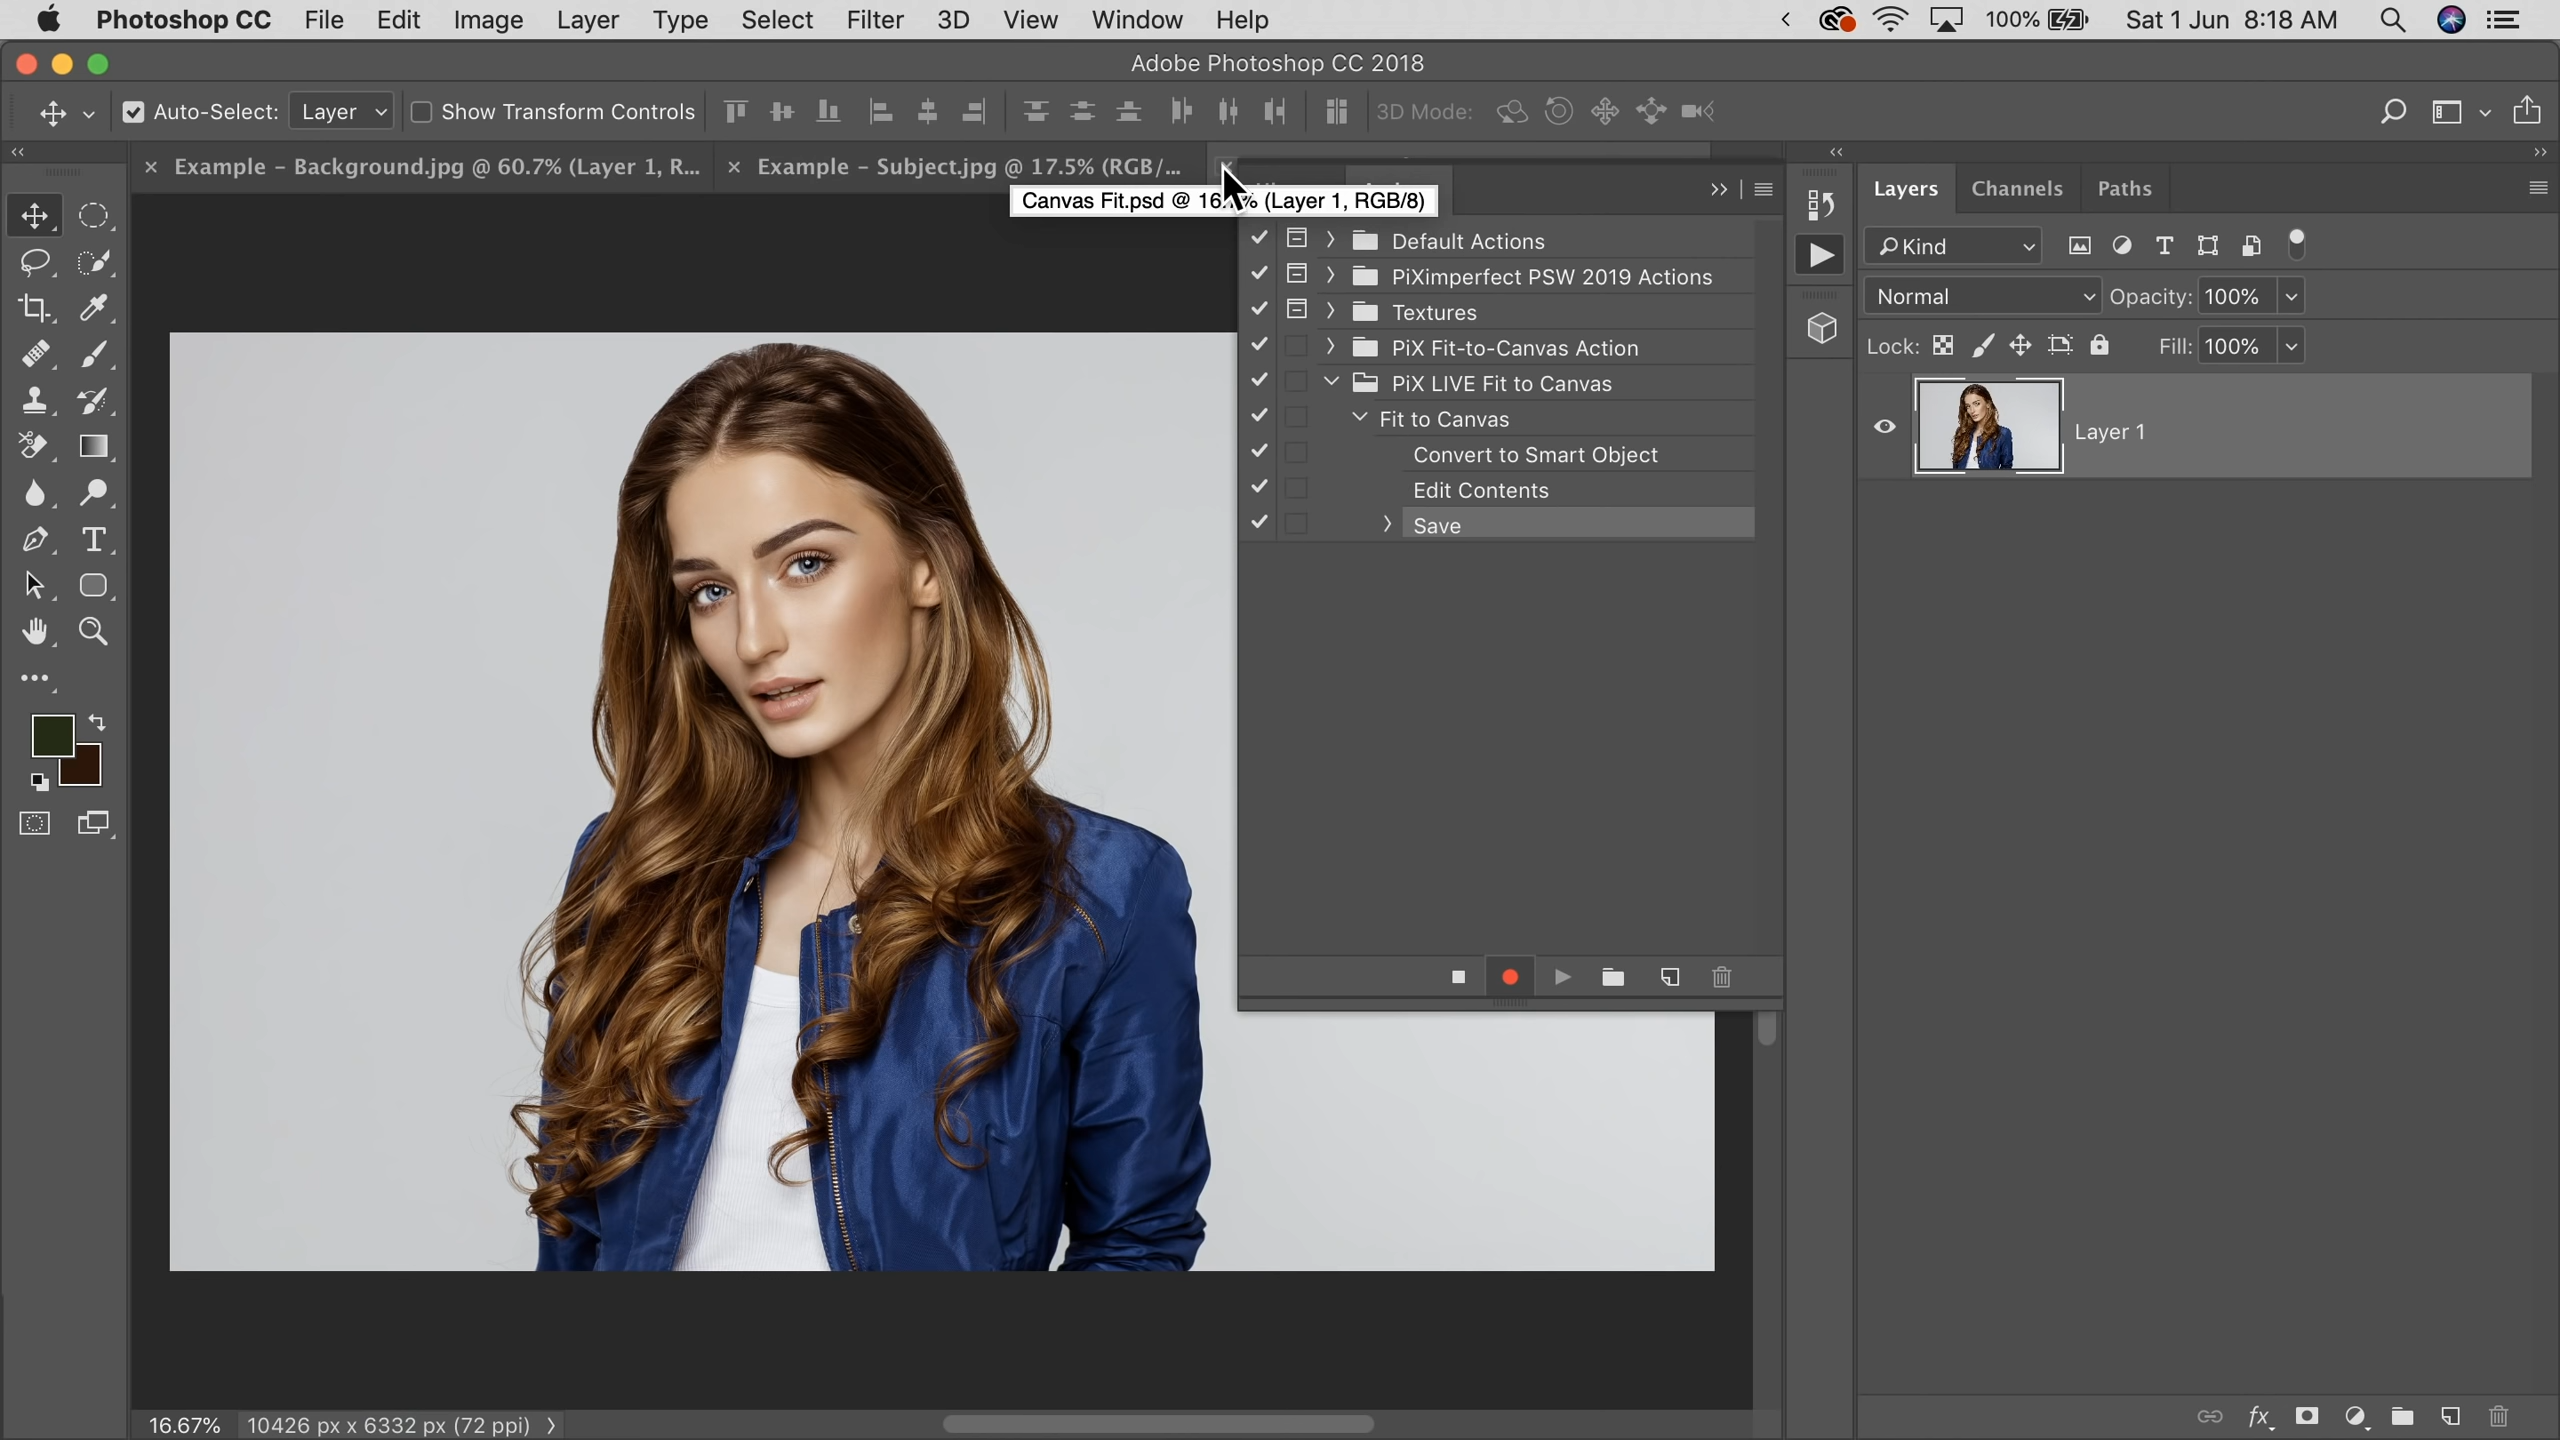 Photoshop CC File Edit Image Layer Type Select Filter 3D View Window Help 100% Sat 1 Jun 8:18 AM
Adobe Photoshop CC 2018
Auto-Select: Layer Show Transform Controls 3D Mode:
Example – Background.jpg @ 60.7% (Layer 1, R...
Example – Subject.jpg @ 17.5% (RGB/...
Canvas Fit.psd @ 16. % (Layer 1, RGB/8)
Default Actions
PiXimperfect PSW 2019 Actions
Textures
PiX Fit-to-Canvas Action
PiX LIVE Fit to Canvas
Fit to Canvas
Convert to Smart Object
Edit Contents
Save
Layers Channels Paths
Kind
Normal Opacity: 100%
Lock: Fill: 100%
Layer 1
16.67% 10426 px x 6332 px (72 ppi)
fx